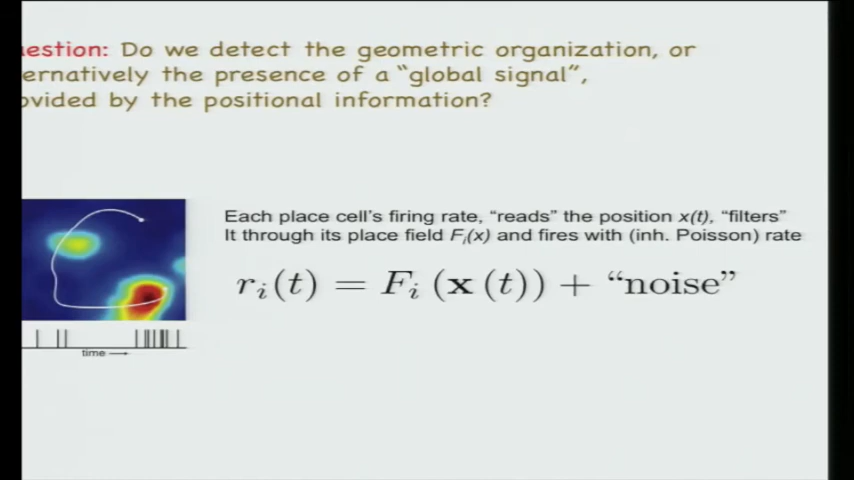 estion: Do we detect the geometric organization, or
ernatively the presence of a “global signal”,
ovided by the positional information?
Each place cell's firing rate, “reads” the position x(t), “filters”
It through its place field Fi(x) and fires with (inh. Poisson) rate
ri(t) = Fi (x (t)) + “noise”
time →